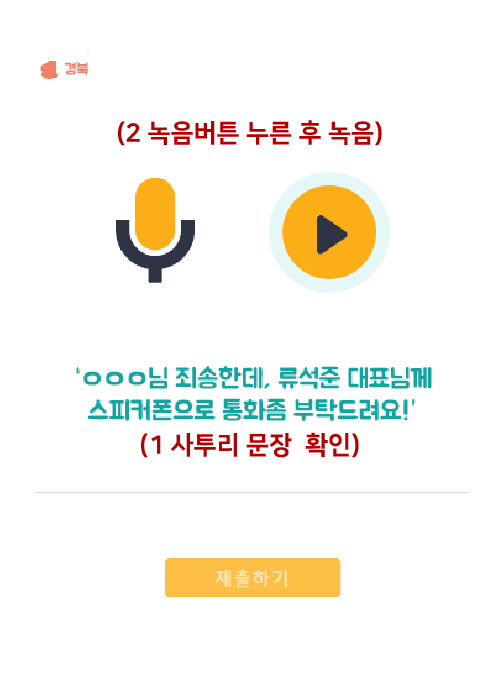 경북
(2 녹음버튼 누른 후 녹음)
'ㅇㅇㅇ님 죄송한데, 류석준 대표님께
스피커폰으로 통화좀 부탁드려요!'
(1 사투리 문장 확인)
제출하기